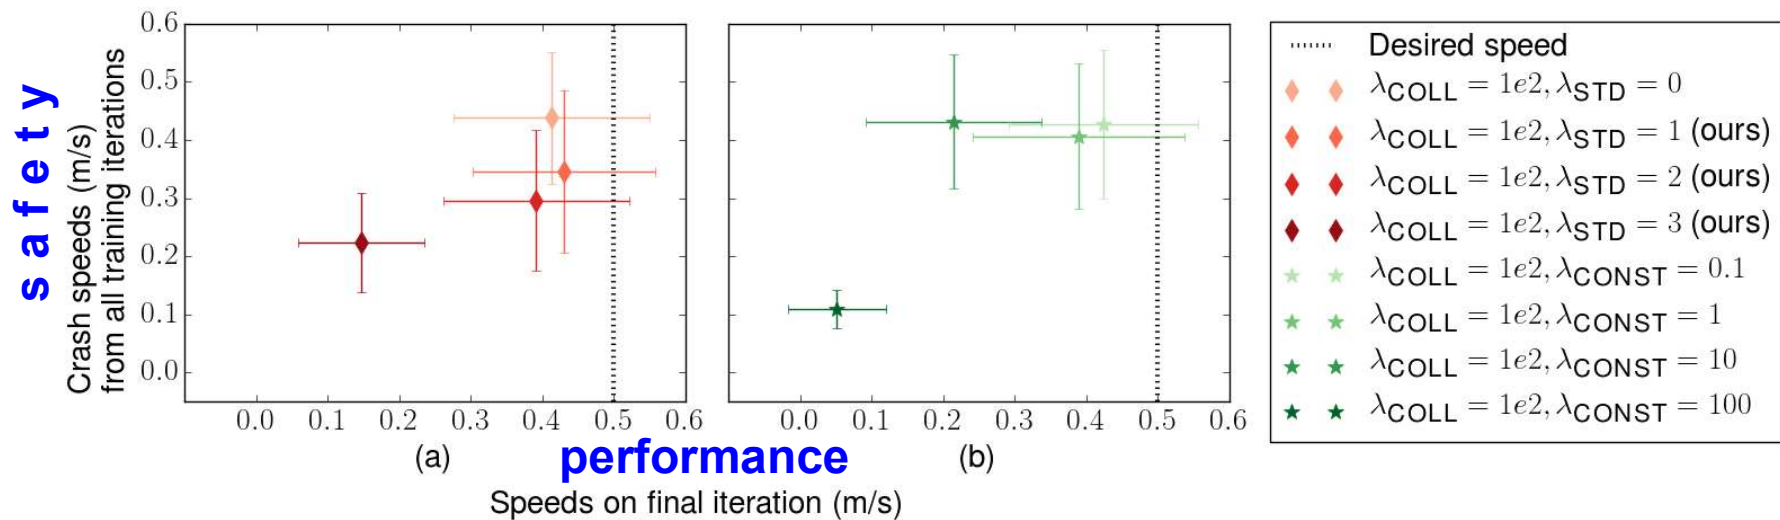 safety
Crash speeds (m/s)
from all training iterations
0.6
0.5
0.4
0.3
0.2
0.1
0.0
0.0 0.1 0.2 0.3 0.4 0.5 0.6
0.0 0.1 0.2 0.3 0.4 0.5 0.6
(a)
performance
(b)
Speeds on final iteration (m/s)
Desired speed
λCOLL = 1e2, λSTD = 0
λCOLL = 1e2, λSTD = 1 (ours)
λCOLL = 1e2, λSTD = 2 (ours)
λCOLL = 1e2, λSTD = 3 (ours)
λCOLL = 1e2, λCONST = 0.1
λCOLL = 1e2, λCONST = 1
λCOLL = 1e2, λCONST = 10
λCOLL = 1e2, λCONST = 100